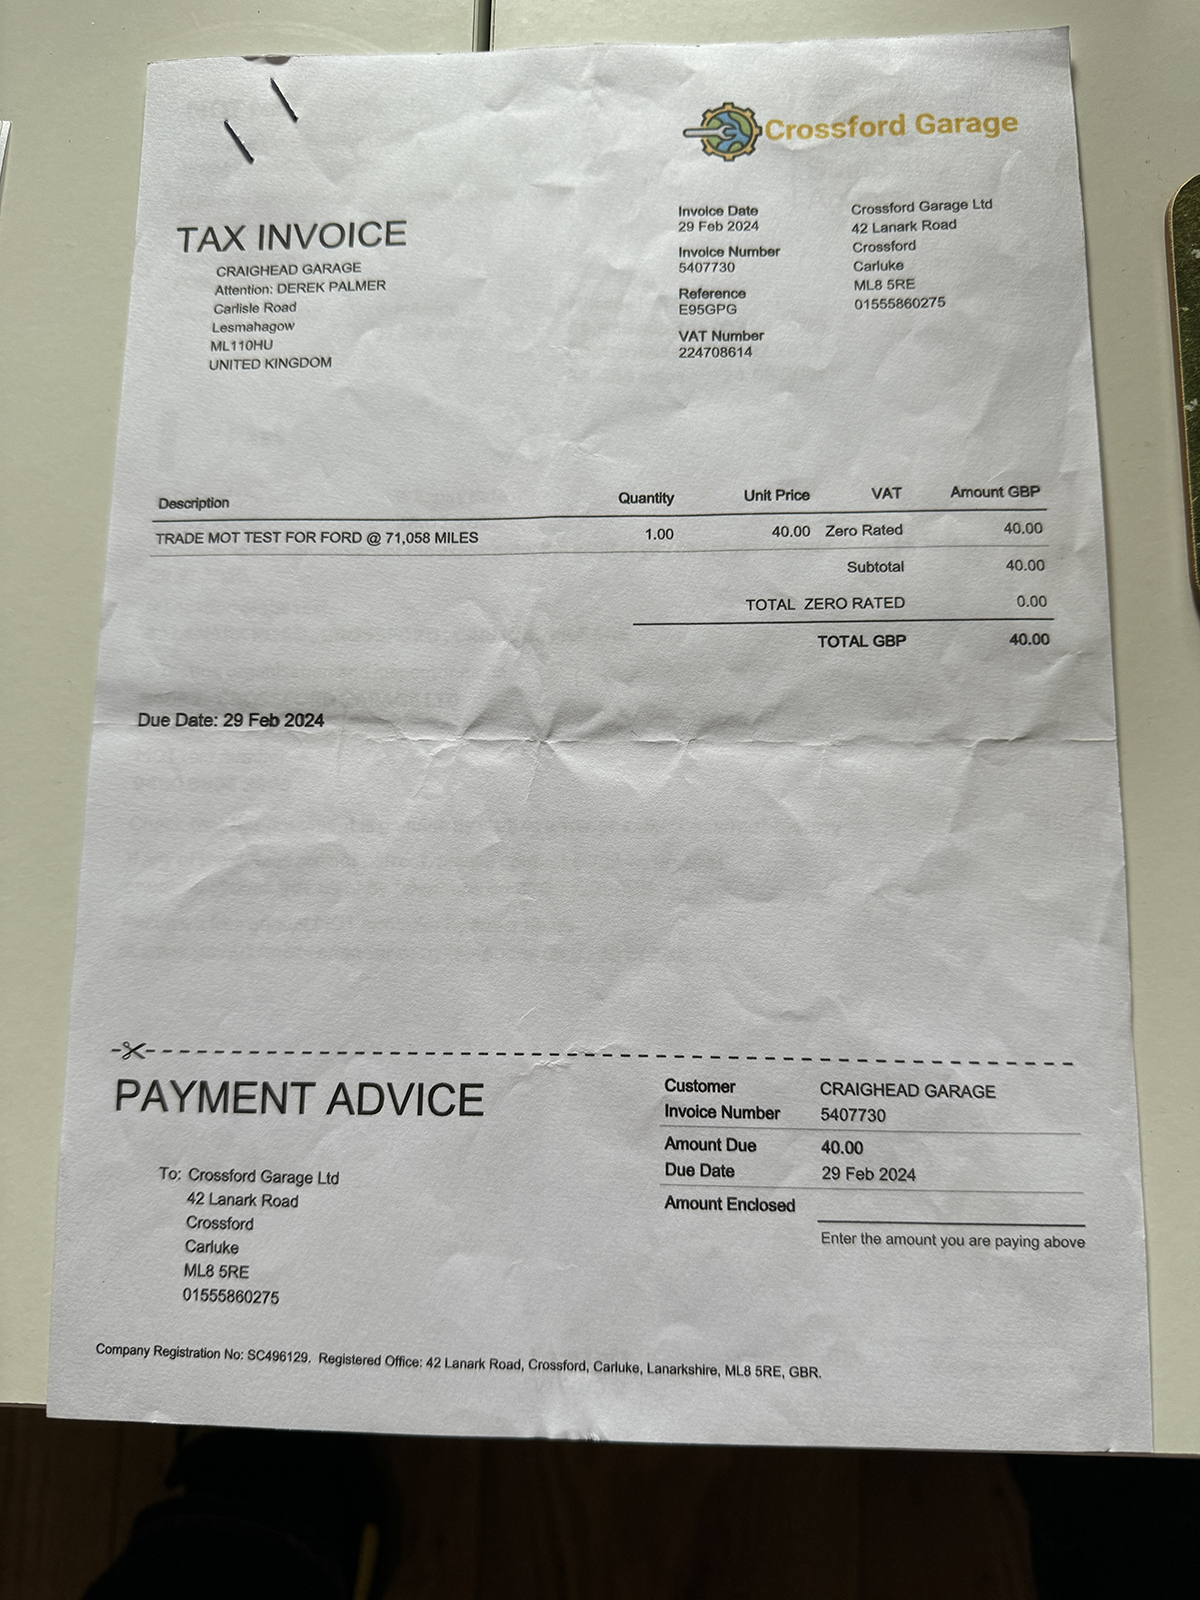 Crossford Garage
TAX INVOICE
CRAIGHEAD GARAGE
Attention: DEREK PALMER
Carlisle Road
Lesmahagow
ML110HU
UNITED KINGDOM
Invoice Date
29 Feb 2024
Invoice Number
5407730
Reference
E95GPG
VAT Number
224708614
Crossford Garage Ltd
42 Lanark Road
Crossford
Carluke
ML8 5RE
01555860275
Description Quantity Unit Price VAT Amount GBP
TRADE MOT TEST FOR FORD @ 71,058 MILES 1.00 40.00 Zero Rated 40.00
Subtotal 40.00
TOTAL ZERO RATED 0.00
TOTAL GBP 40.00
Due Date: 29 Feb 2024
PAYMENT ADVICE
To: Crossford Garage Ltd
42 Lanark Road
Crossford
Carluke
ML8 5RE
01555860275
Customer CRAIGHEAD GARAGE
Invoice Number 5407730
Amount Due 40.00
Due Date 29 Feb 2024
Amount Enclosed
Enter the amount you are paying above
Company Registration No: SC496129. Registered Office: 42 Lanark Road, Crossford, Carluke, Lanarkshire, ML8 5RE, GBR.